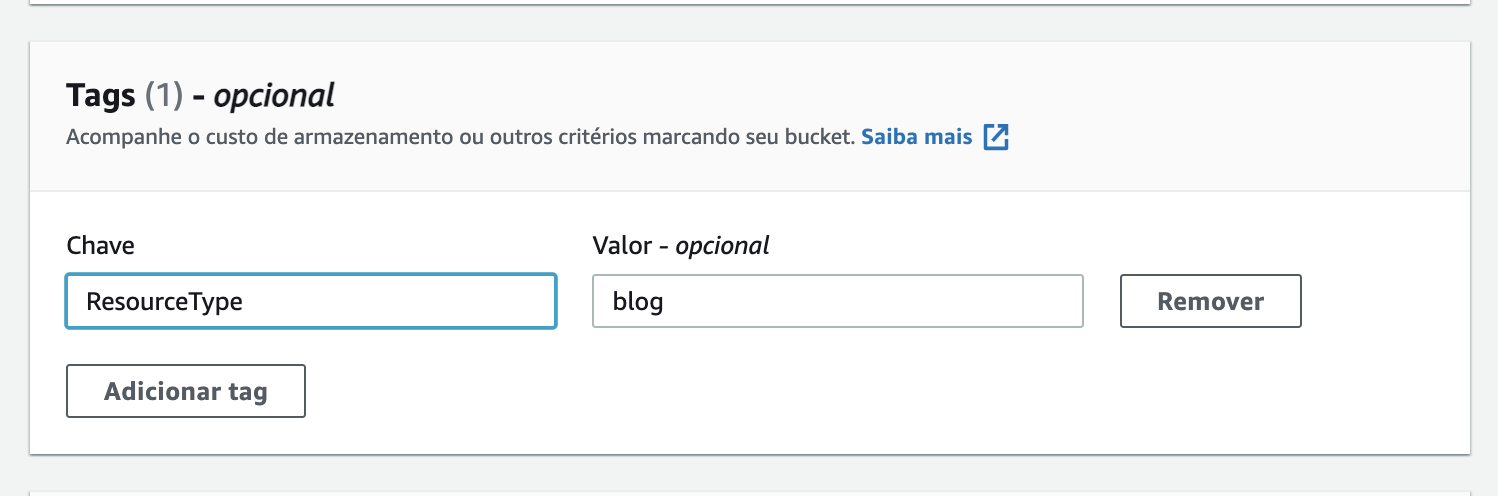 Tags (1) - opcional
Acompanhe o custo de armazenamento ou outros critérios marcando seu bucket. Saiba mais
Chave
Valor - opcional
ResourceType
blog
Remover
Adicionar tag